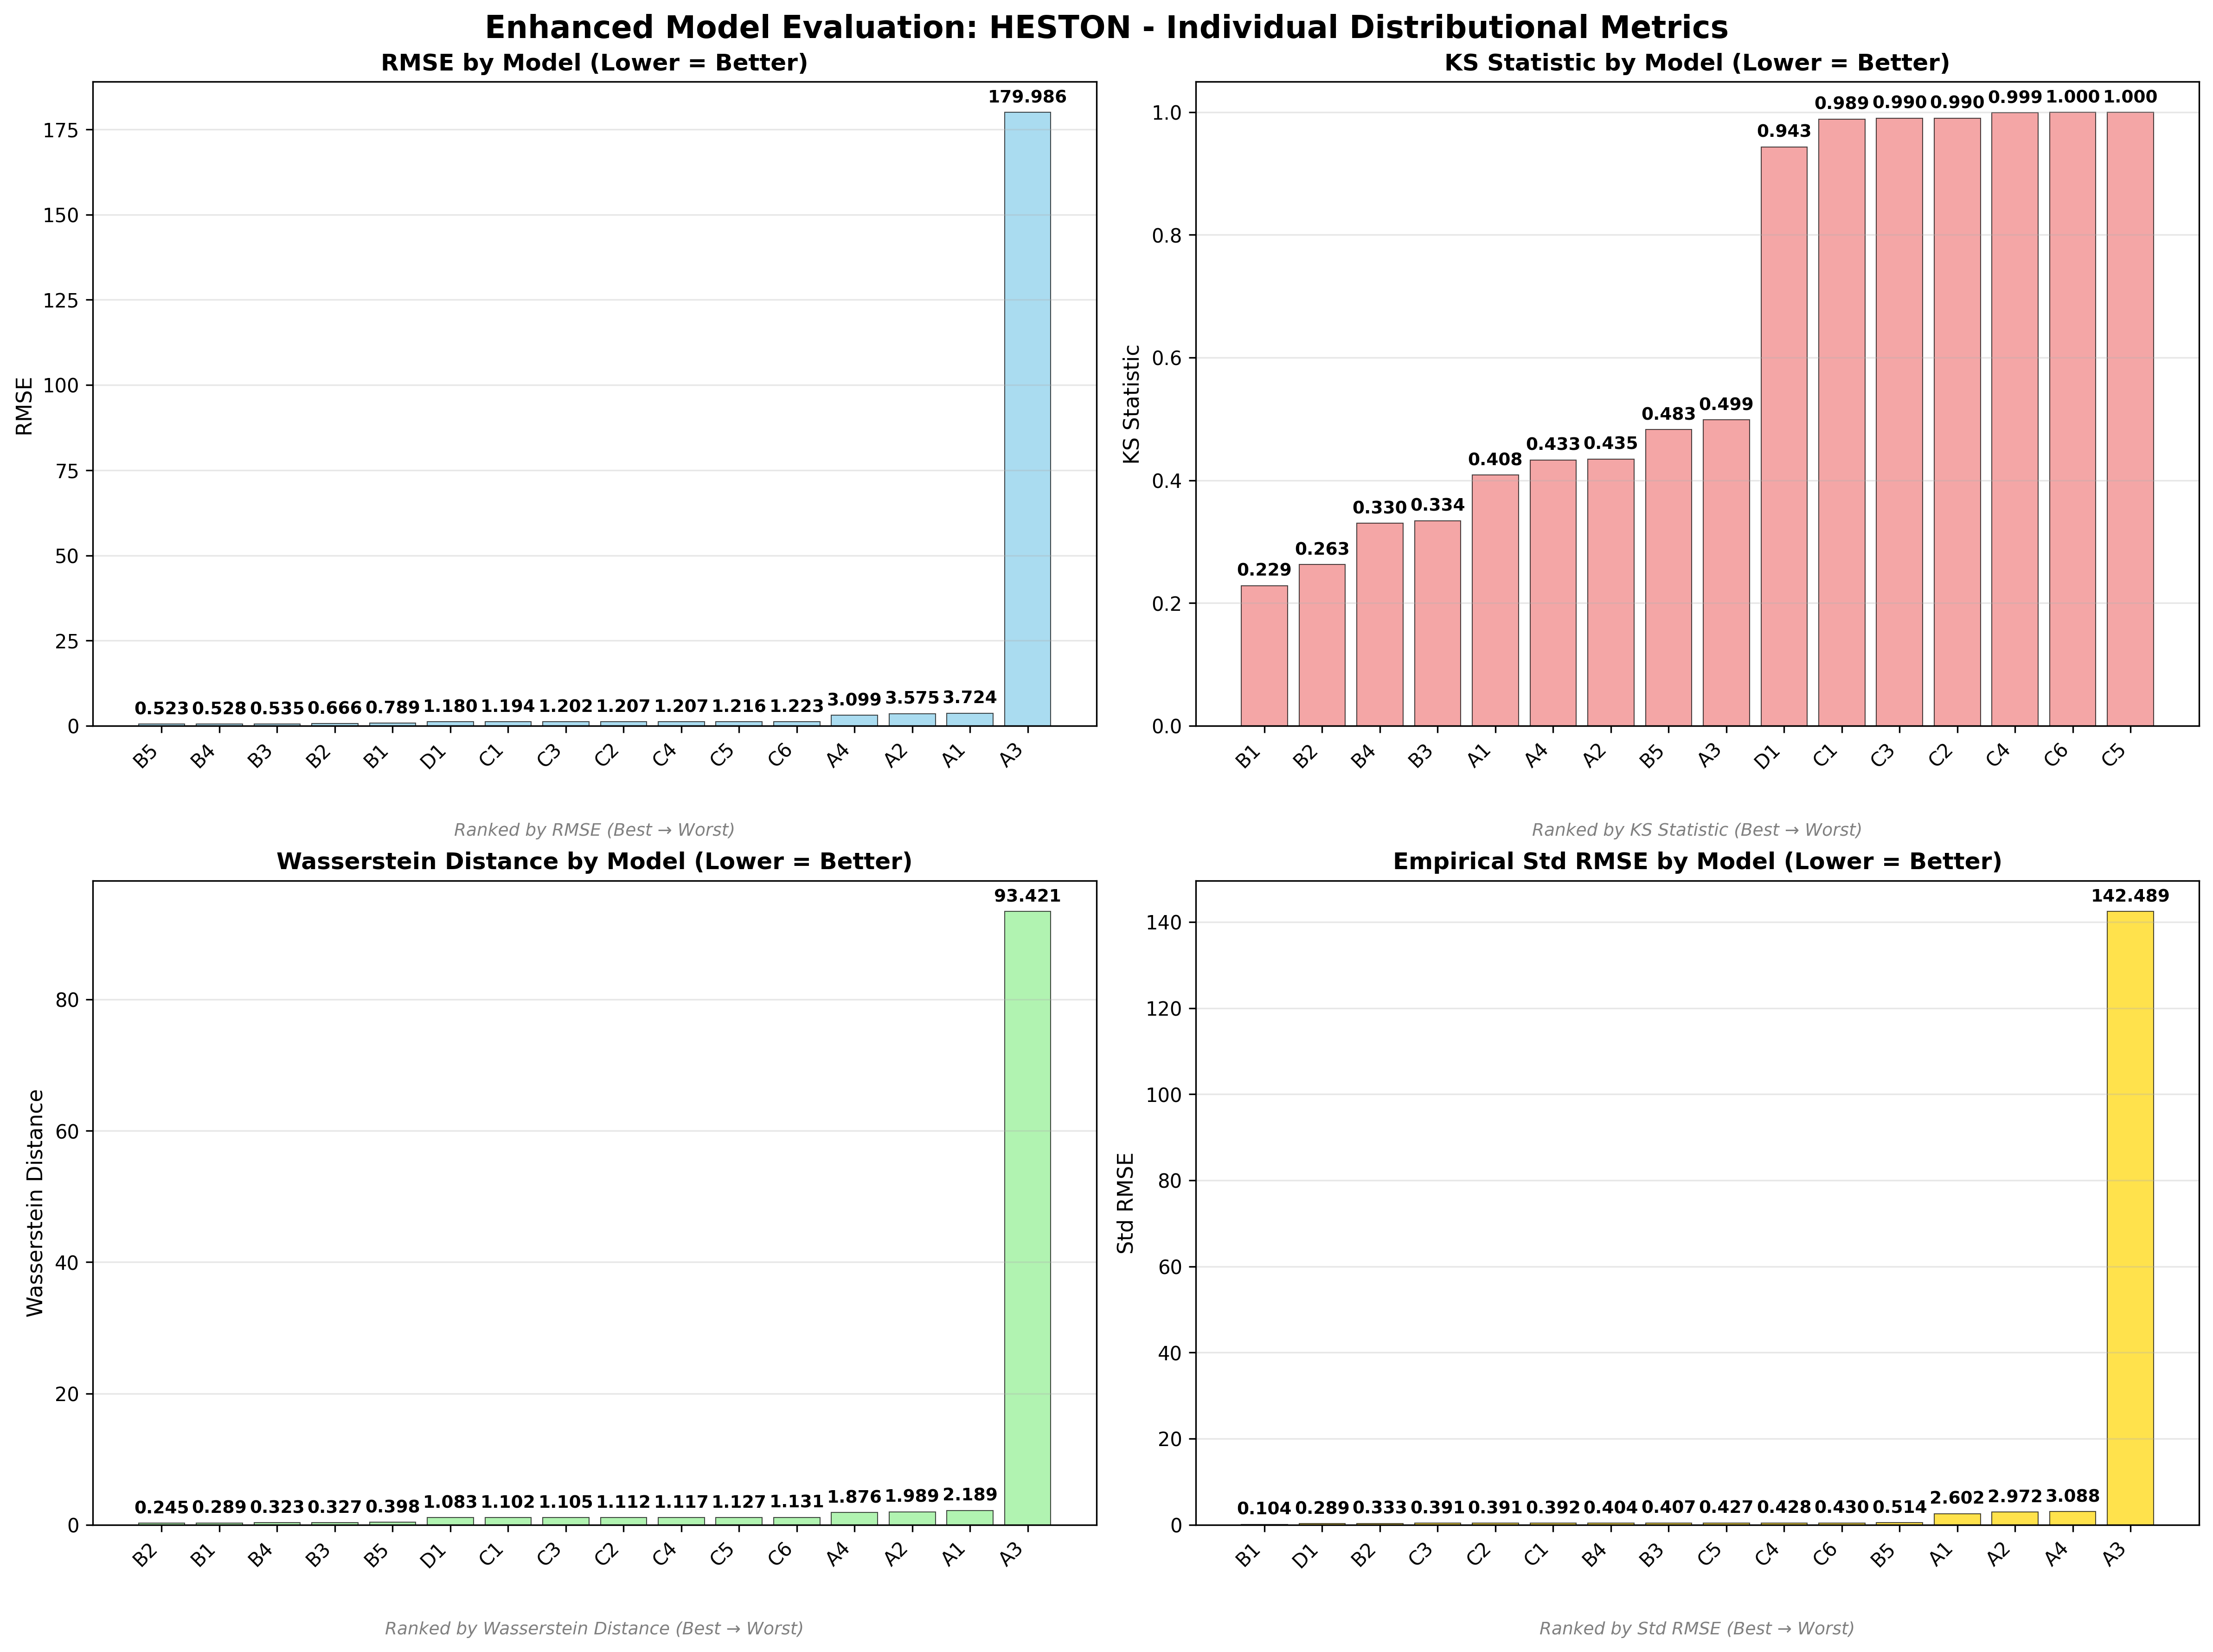 Enhanced Model Evaluation: HESTON - Individual Distributional Metrics
RMSE by Model (Lower = Better)
RMSE
175
150
125
100
75
50
25
0
0.523 0.528 0.535 0.666 0.789 1.180 1.194 1.202 1.207 1.207 1.216 1.223 3.099 3.575 3.724 179.986
B5 B4 B3 B2 B1 D1 C1 C3 C2 C4 C5 C6 A4 A2 A1 A3
Ranked by RMSE (Best → Worst)
KS Statistic by Model (Lower = Better)
KS Statistic
1.0
0.8
0.6
0.4
0.2
0.0
0.229 0.263 0.330 0.334 0.408 0.433 0.435 0.483 0.499 0.943 0.989 0.990 0.990 0.999 1.000 1.000
B1 B2 B4 B3 A1 A4 A2 B5 A3 D1 C1 C3 C2 C4 C6 C5
Ranked by KS Statistic (Best → Worst)
Wasserstein Distance by Model (Lower = Better)
Wasserstein Distance
80
60
40
20
0
0.245 0.289 0.323 0.327 0.398 1.083 1.102 1.105 1.112 1.117 1.127 1.131 1.876 1.989 2.189 93.421
B2 B1 B4 B3 B5 D1 C1 C3 C2 C4 C5 C6 A4 A2 A1 A3
Ranked by Wasserstein Distance (Best → Worst)
Empirical Std RMSE by Model (Lower = Better)
Std RMSE
140
120
100
80
60
40
20
0
0.104 0.289 0.333 0.391 0.391 0.392 0.404 0.407 0.427 0.428 0.430 0.514 2.602 2.972 3.088 142.489
B1 D1 B2 C3 C2 C1 B4 B3 C5 C4 C6 B5 A1 A2 A4 A3
Ranked by Std RMSE (Best → Worst)